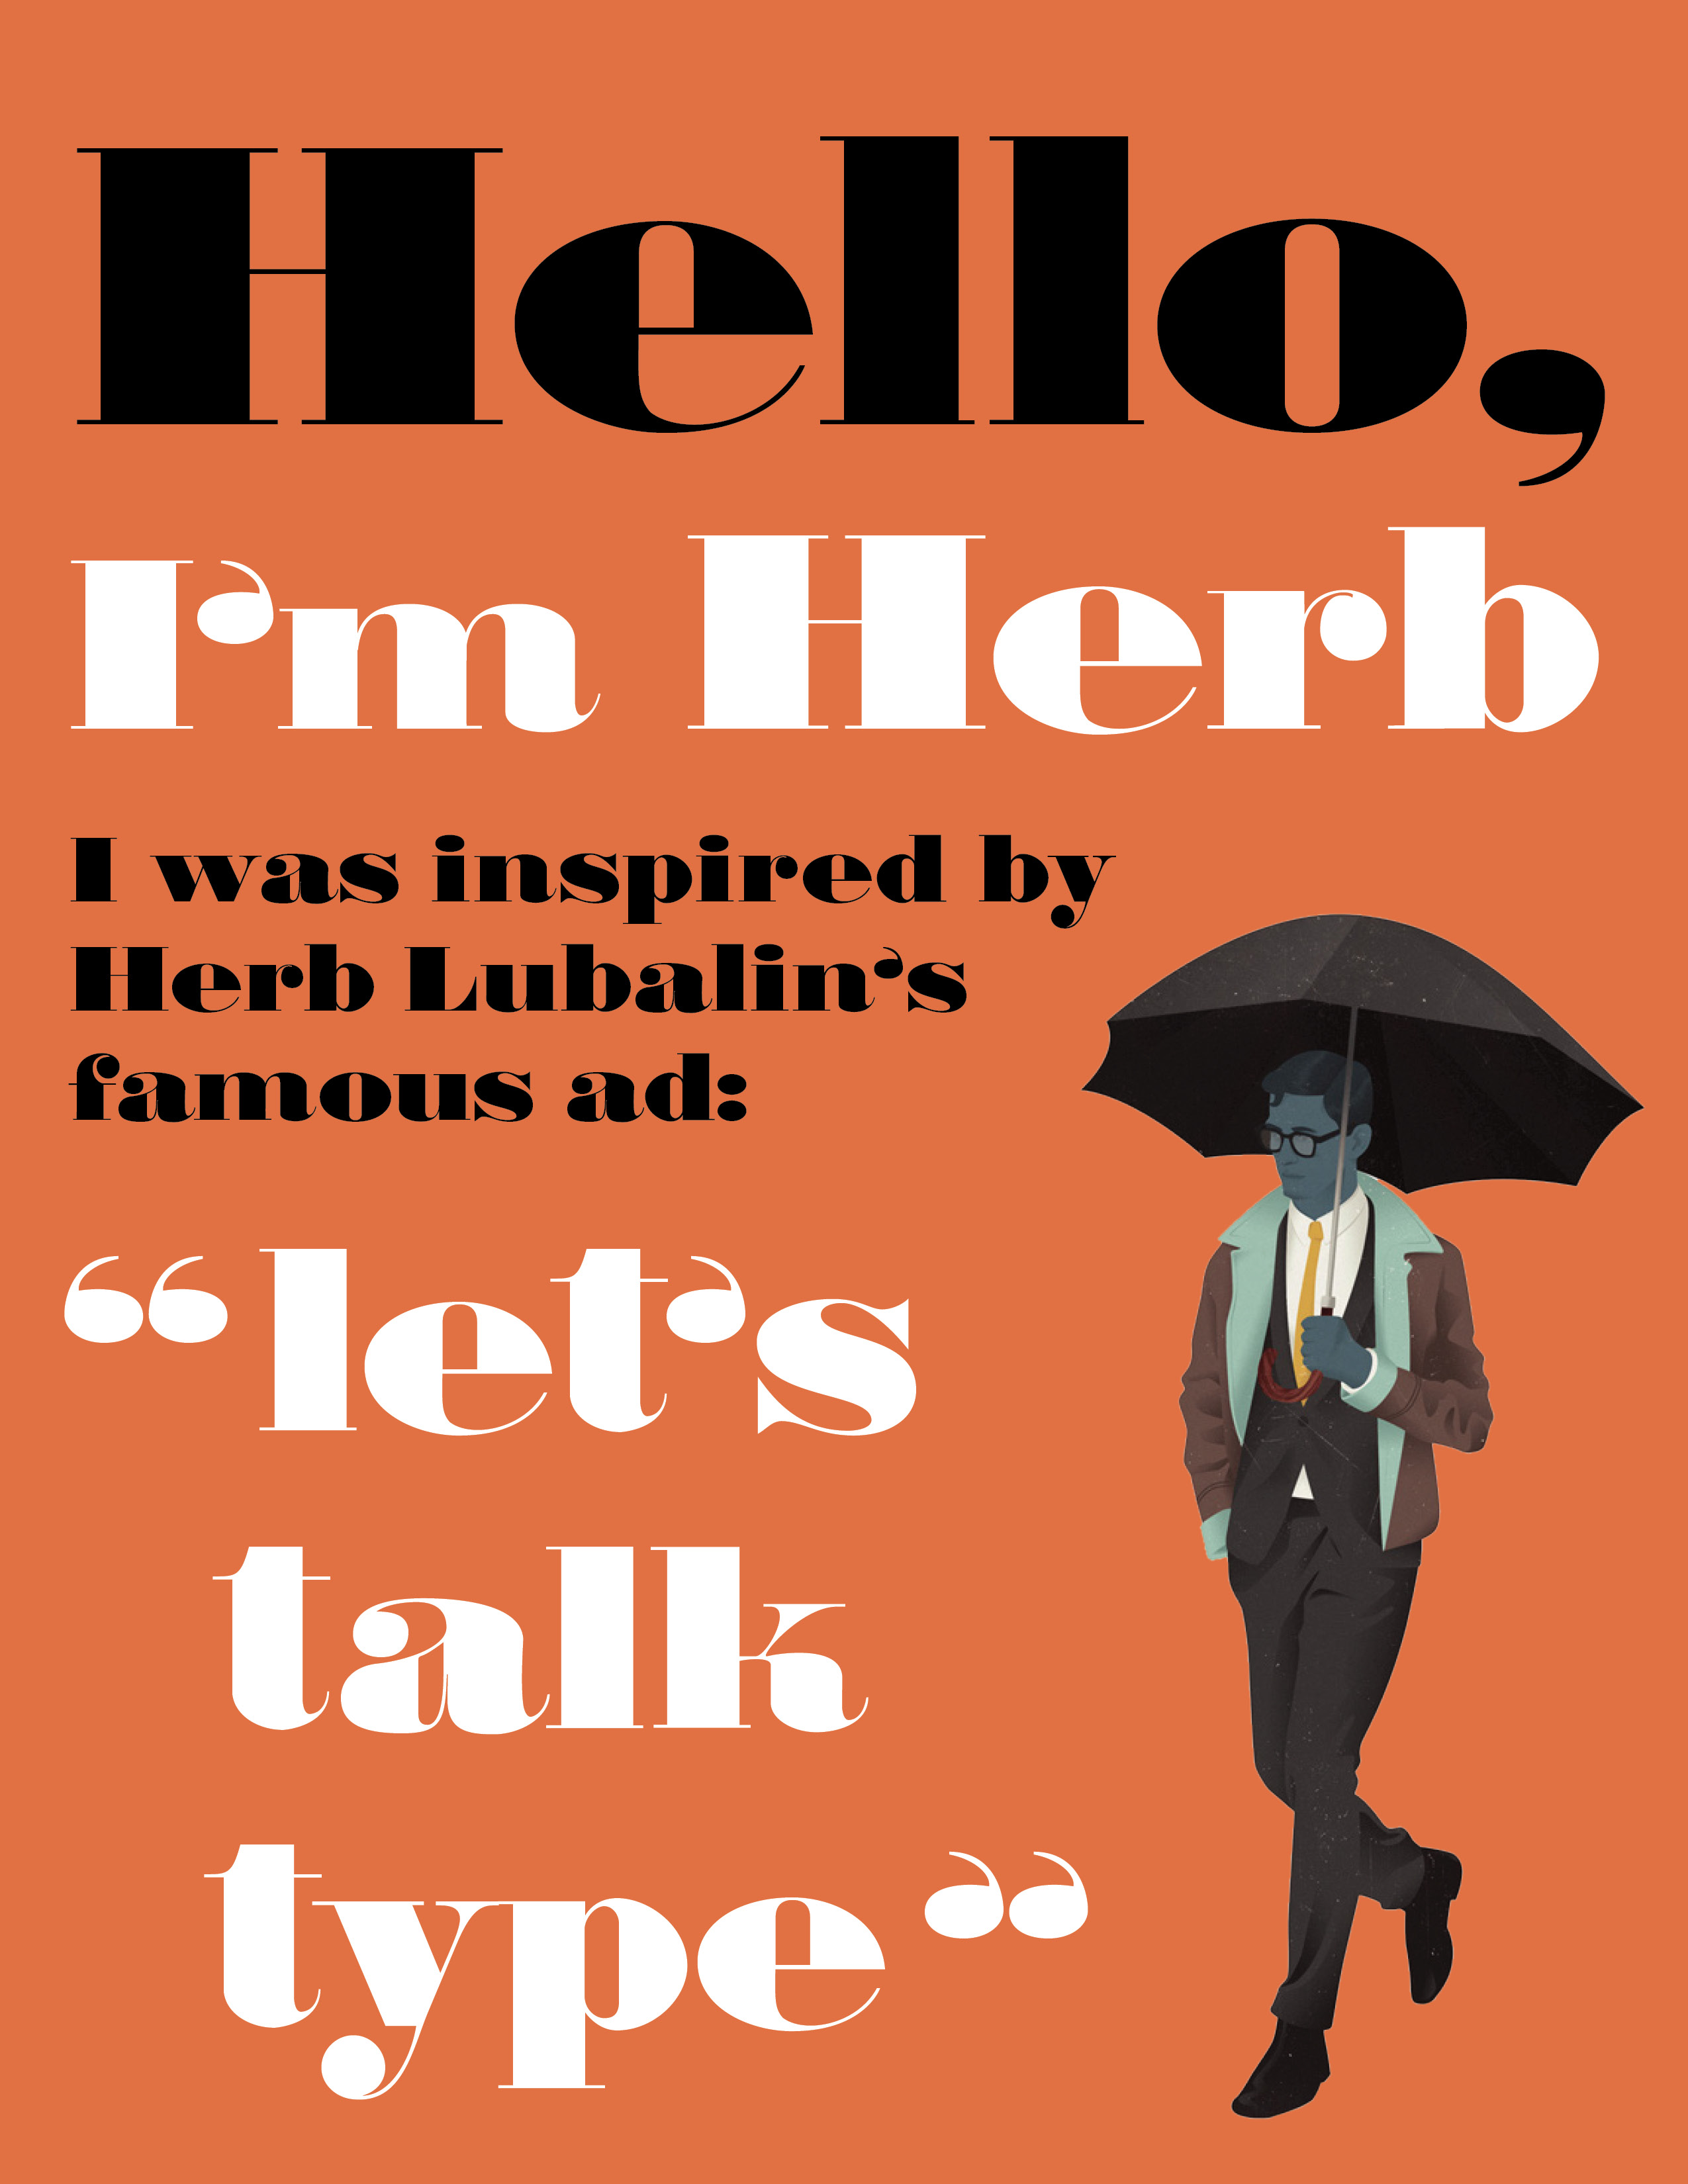 Hello,
I’m Herb
I was inspired by
Herb Lubalin’s
famous ad:
“let’s
talk
type”